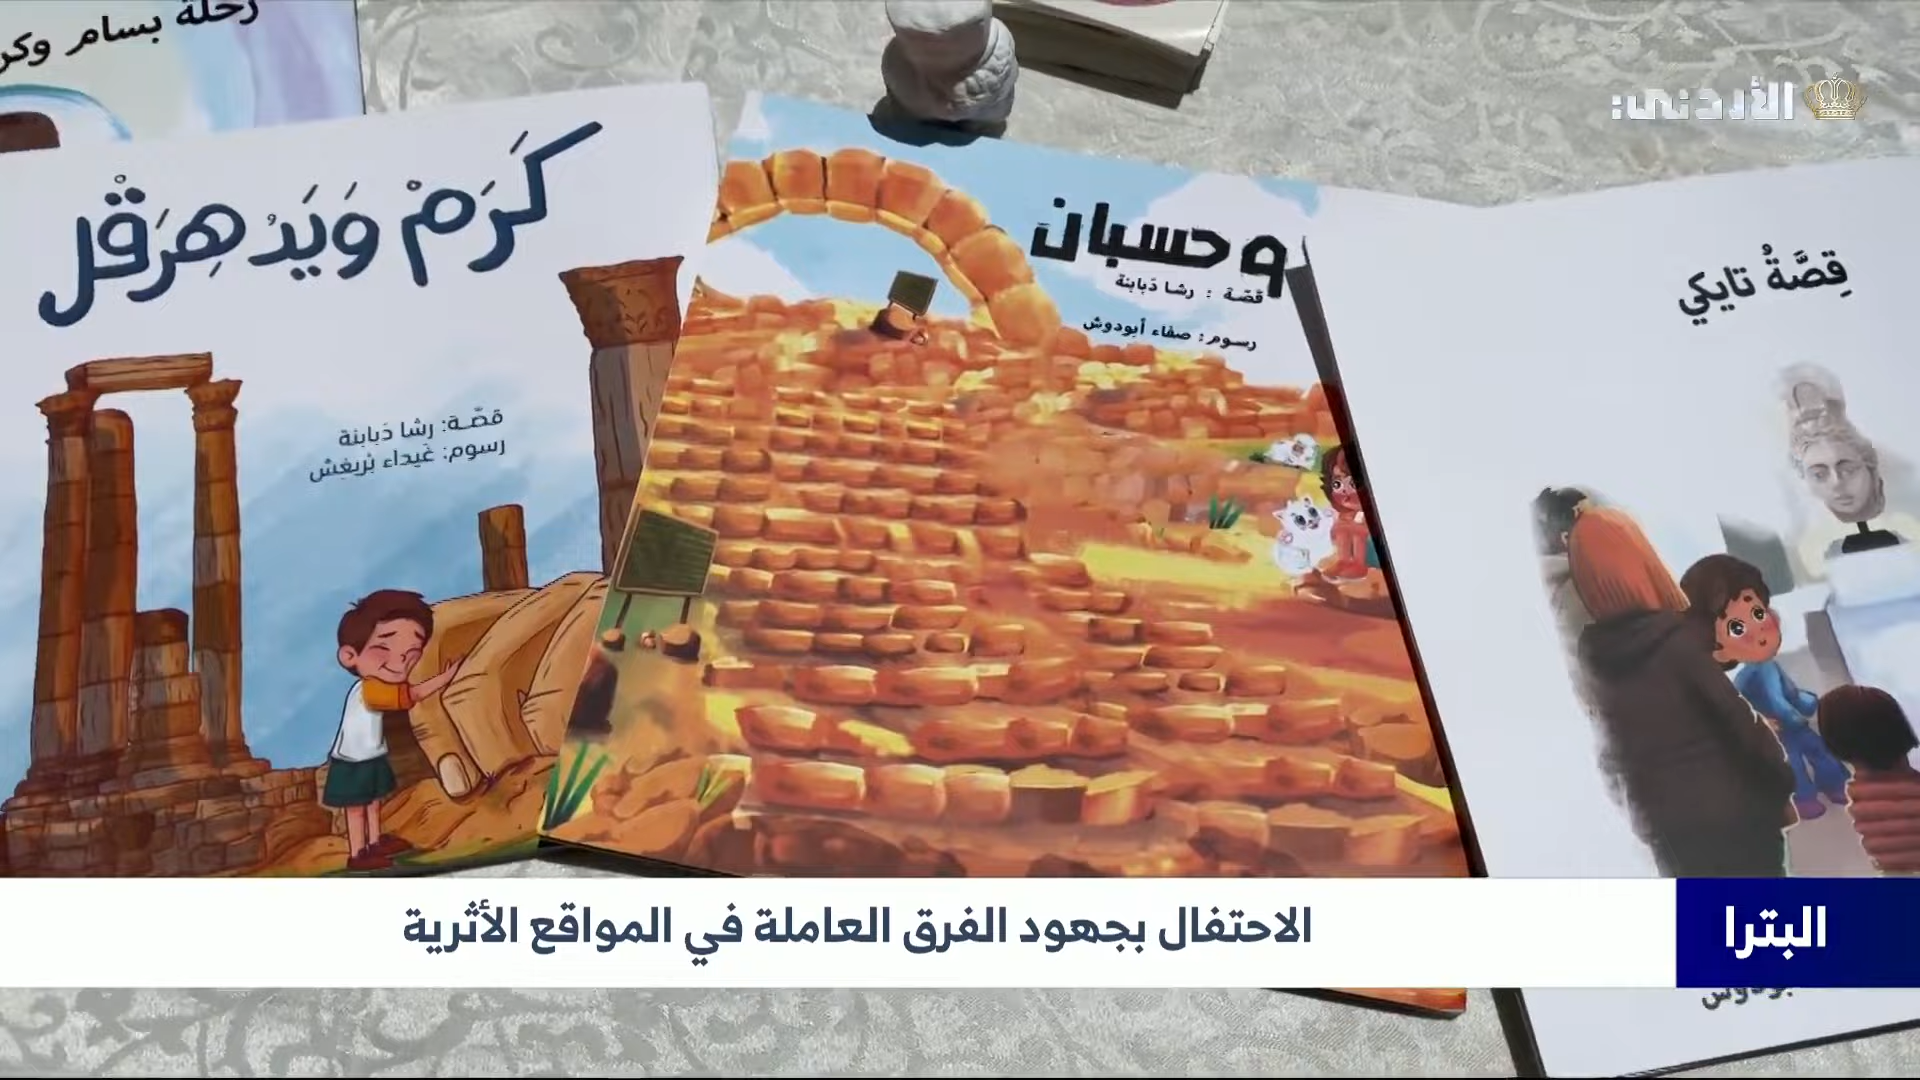 رحلة بسام وكر
الأردني:
كَرَمْ وَيَدُ هِرَقْل
قصّة: رشا دَبابنة
رسوم: غَيداء بْريغش
وحسبان
قصّة : رشا دَبابنة
رسوم: صفاء أبودوش
قِصَّةُ تايكي
البترا
الاحتفال بجهود الفرق العاملة في المواقع الأثرية